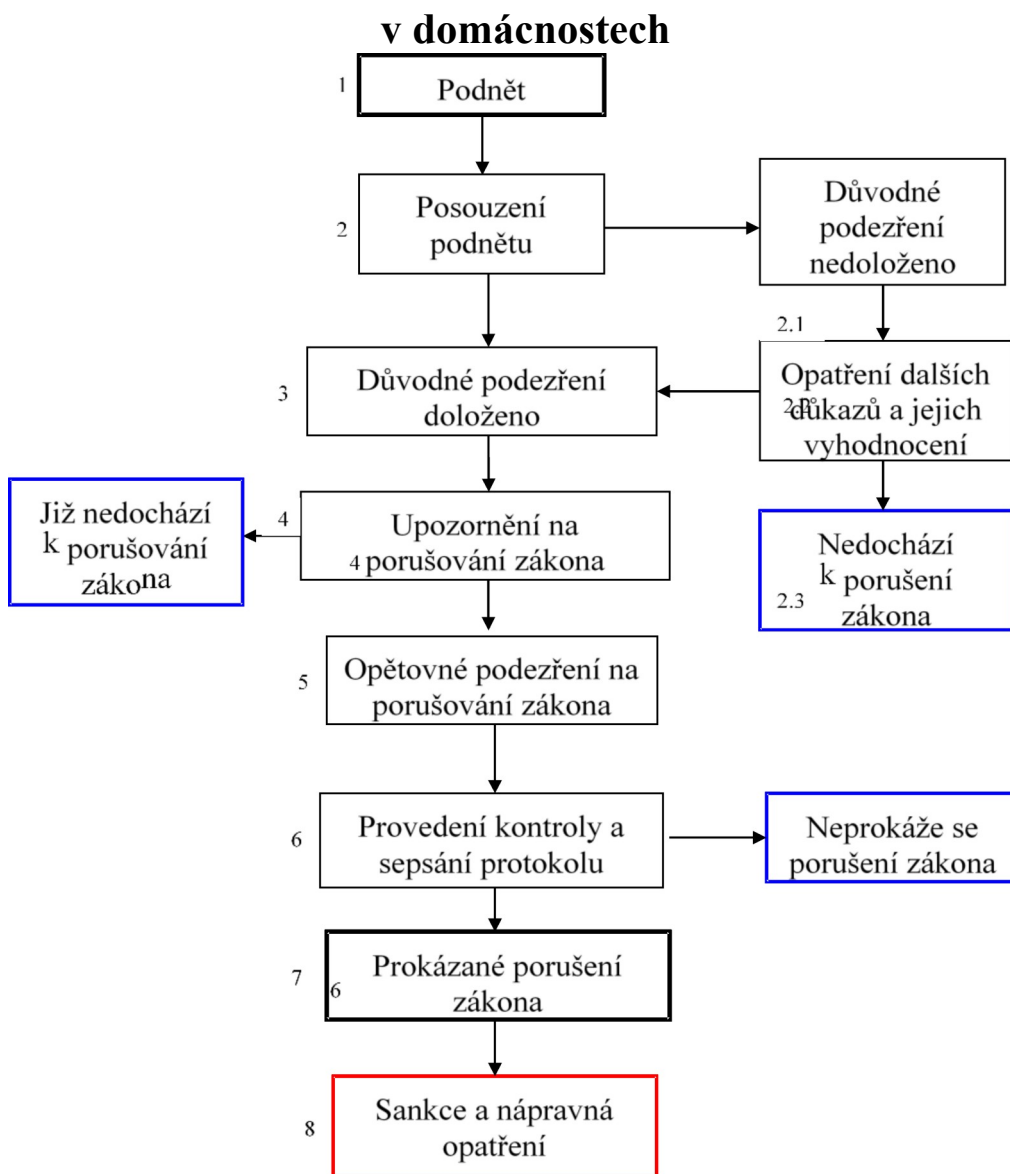 v domácnostech
1
Podnět
2
Posouzení
podnětu
Důvodné
podezření
nedoloženo
2.1
3
Důvodné podezření
doloženo
Opatření dalších
2.2
důkazů a jejich
vyhodnocení
Již nedochází
k porušování
zákona
4
Upozornění na
4
porušování zákona
Nedochází
k porušení
2.3
zákona
5
Opětovné podezření na
porušování zákona
6
Provedení kontroly a
sepsání protokolu
Neprokáže se
porušení zákona
7
6
Prokázané porušení
zákona
8
Sankce a nápravná
opatření